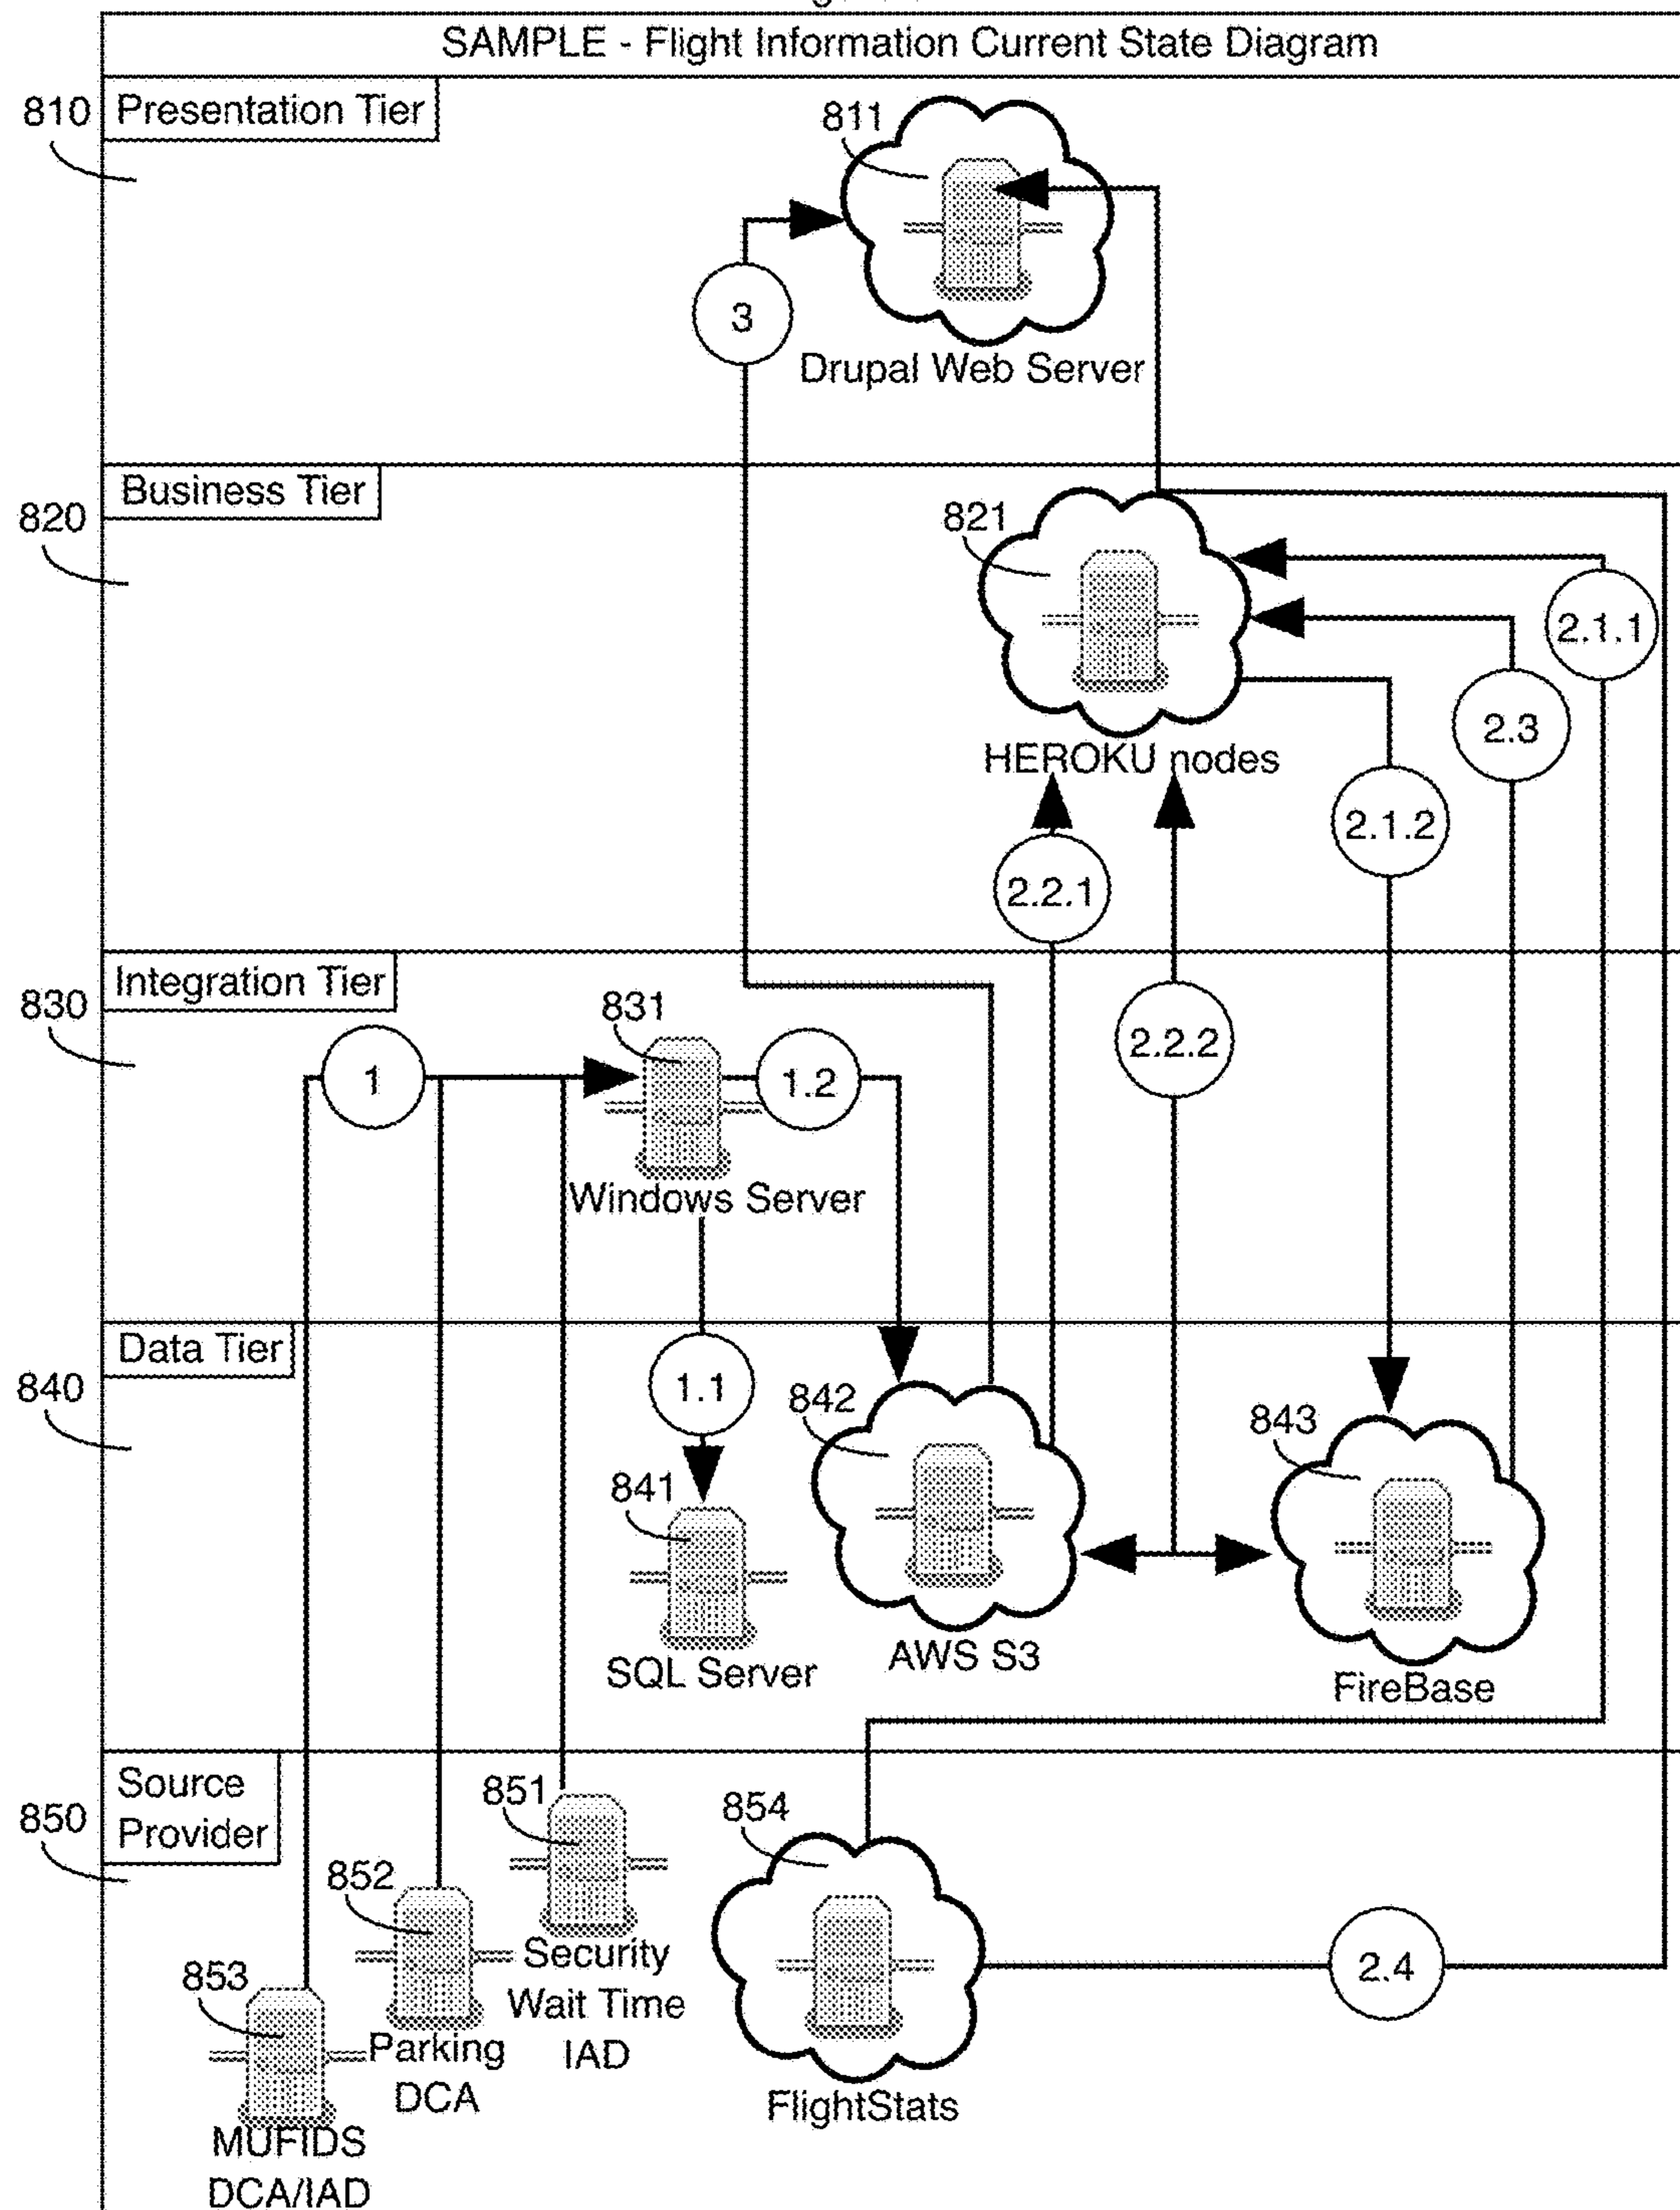 SAMPLE - Flight Information Current State Diagram
810
Presentation Tier
811
3
Drupal Web Server
820
Business Tier
821
2.1.1
2.3
HEROKU nodes
2.1.2
2.2.1
830
Integration Tier
831
2.2.2
1
1.2
Windows Server
840
Data Tier
1.1
842
843
841
SQL Server
AWS S3
FireBase
850
Source
Provider
851
854
852
Security
Wait Time
IAD
2.4
853
Parking
DCA
FlightStats
MUFIDS
DCA/IAD